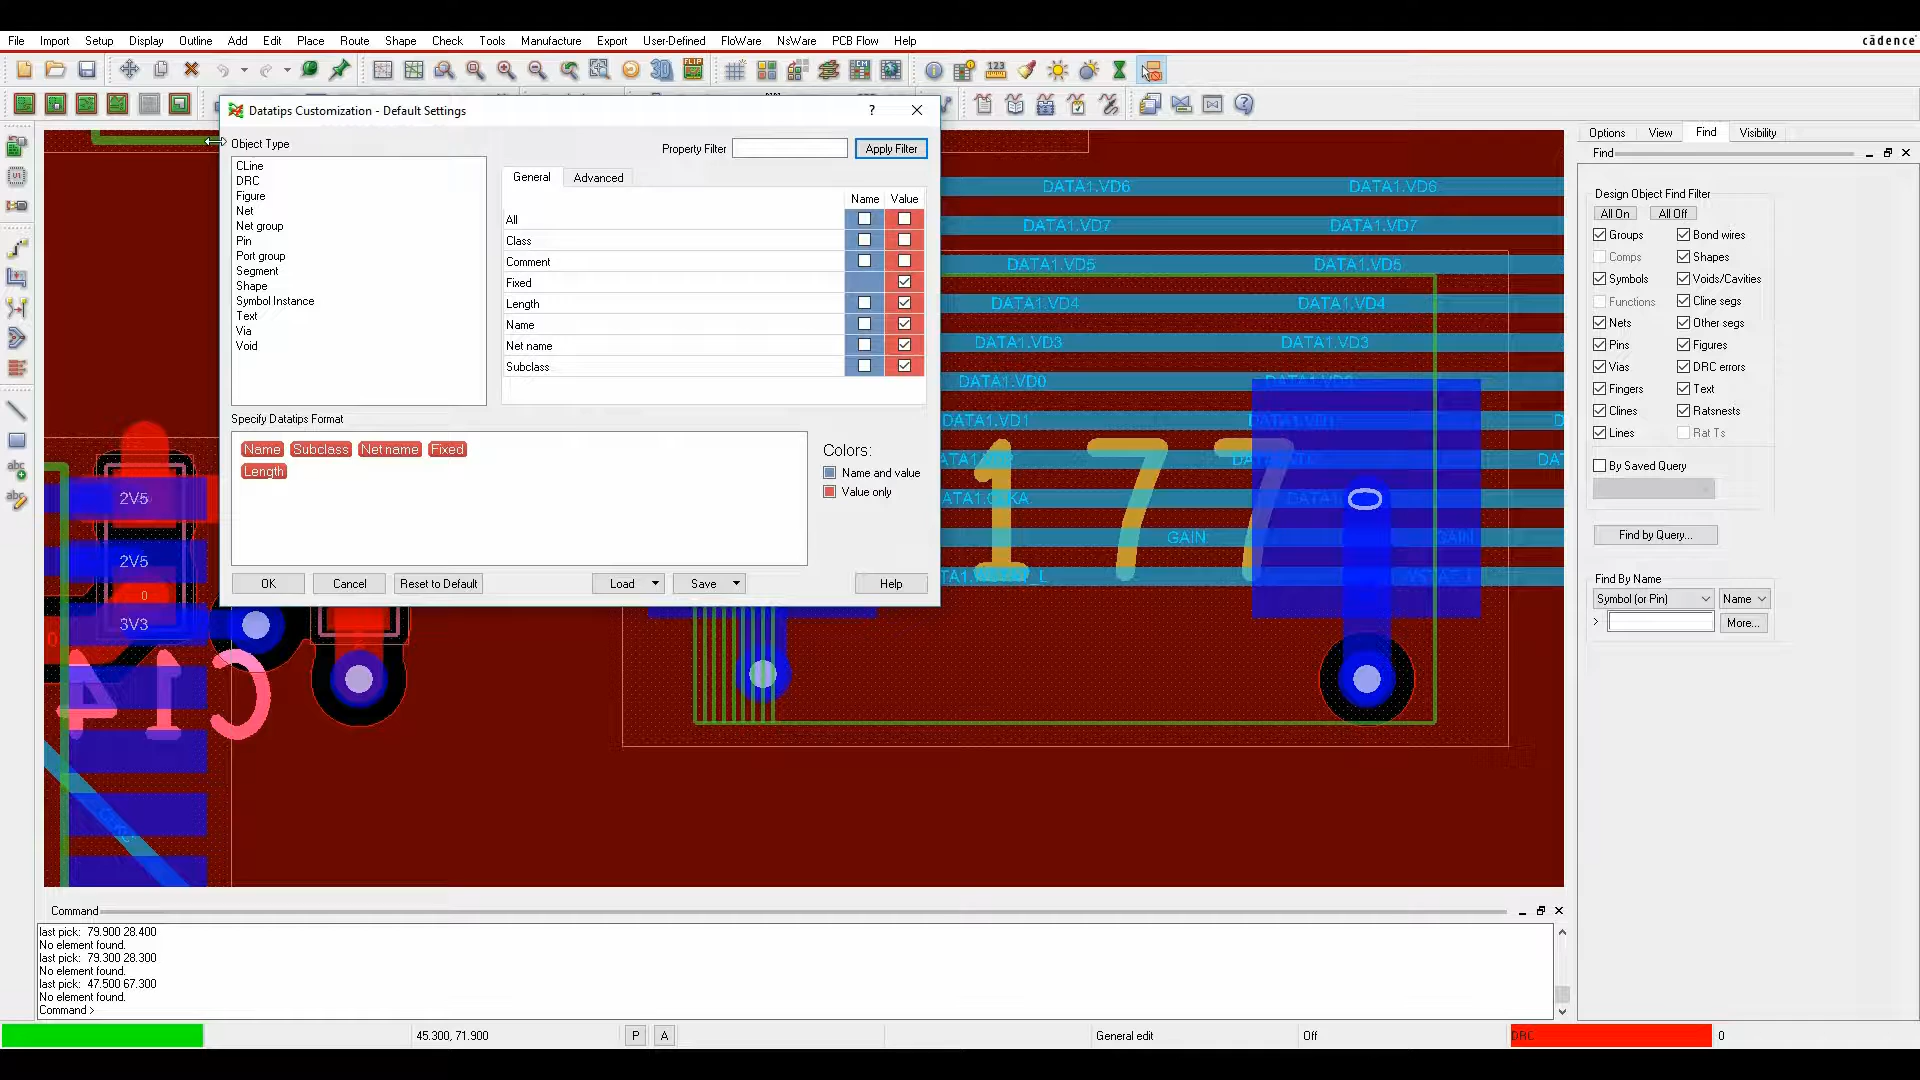 File Import Setup Display Outline Add Edit Place Route Shape Check Tools Manufacture Export User-Defined FloWare NsWare PCB Flow Help
cādence
Datatips Customization - Default Settings
Object Type
CLine
DRC
Figure
Net
Net group
Pin
Port group
Segment
Shape
Symbol Instance
Text
Via
Void
Property Filter Apply Filter
General Advanced
Name Value
All
Class
Comment
Fixed
Length
Name
Net name
Subclass
Specify Datatips Format
Name Subclass Net name Fixed
Length
Colors:
Name and value
Value only
OK Cancel Reset to Default Load Save Help
DATA1.VD6 DATA1.VD6
DATA1.VD7 DATA1.VD7
DATA1.VD5 DATA1.VD5
DATA1.VD4 DATA1.VD4
DATA1.VD3 DATA1.VD3
DATA1.VD0
DATA1.VD1
GAIN GAIN
177
2V5
2V5
0
3V3
C14
Options View Find Visibility
Find
Design Object Find Filter
All On All Off
Groups Bond wires
Comps Shapes
Symbols Voids/Cavities
Functions Cline segs
Nets Other segs
Pins Figures
Vias DRC errors
Fingers Text
Clines Ratsnests
Lines Rat Ts
By Saved Query
Find by Query...
Find By Name
Symbol (or Pin) Name
> More...
Command
last pick: 79.900 28.400
No element found.
last pick: 79.300 28.300
No element found.
last pick: 47.500 67.300
No element found.
Command >
45.300, 71.900 P A General edit Off DRC 0